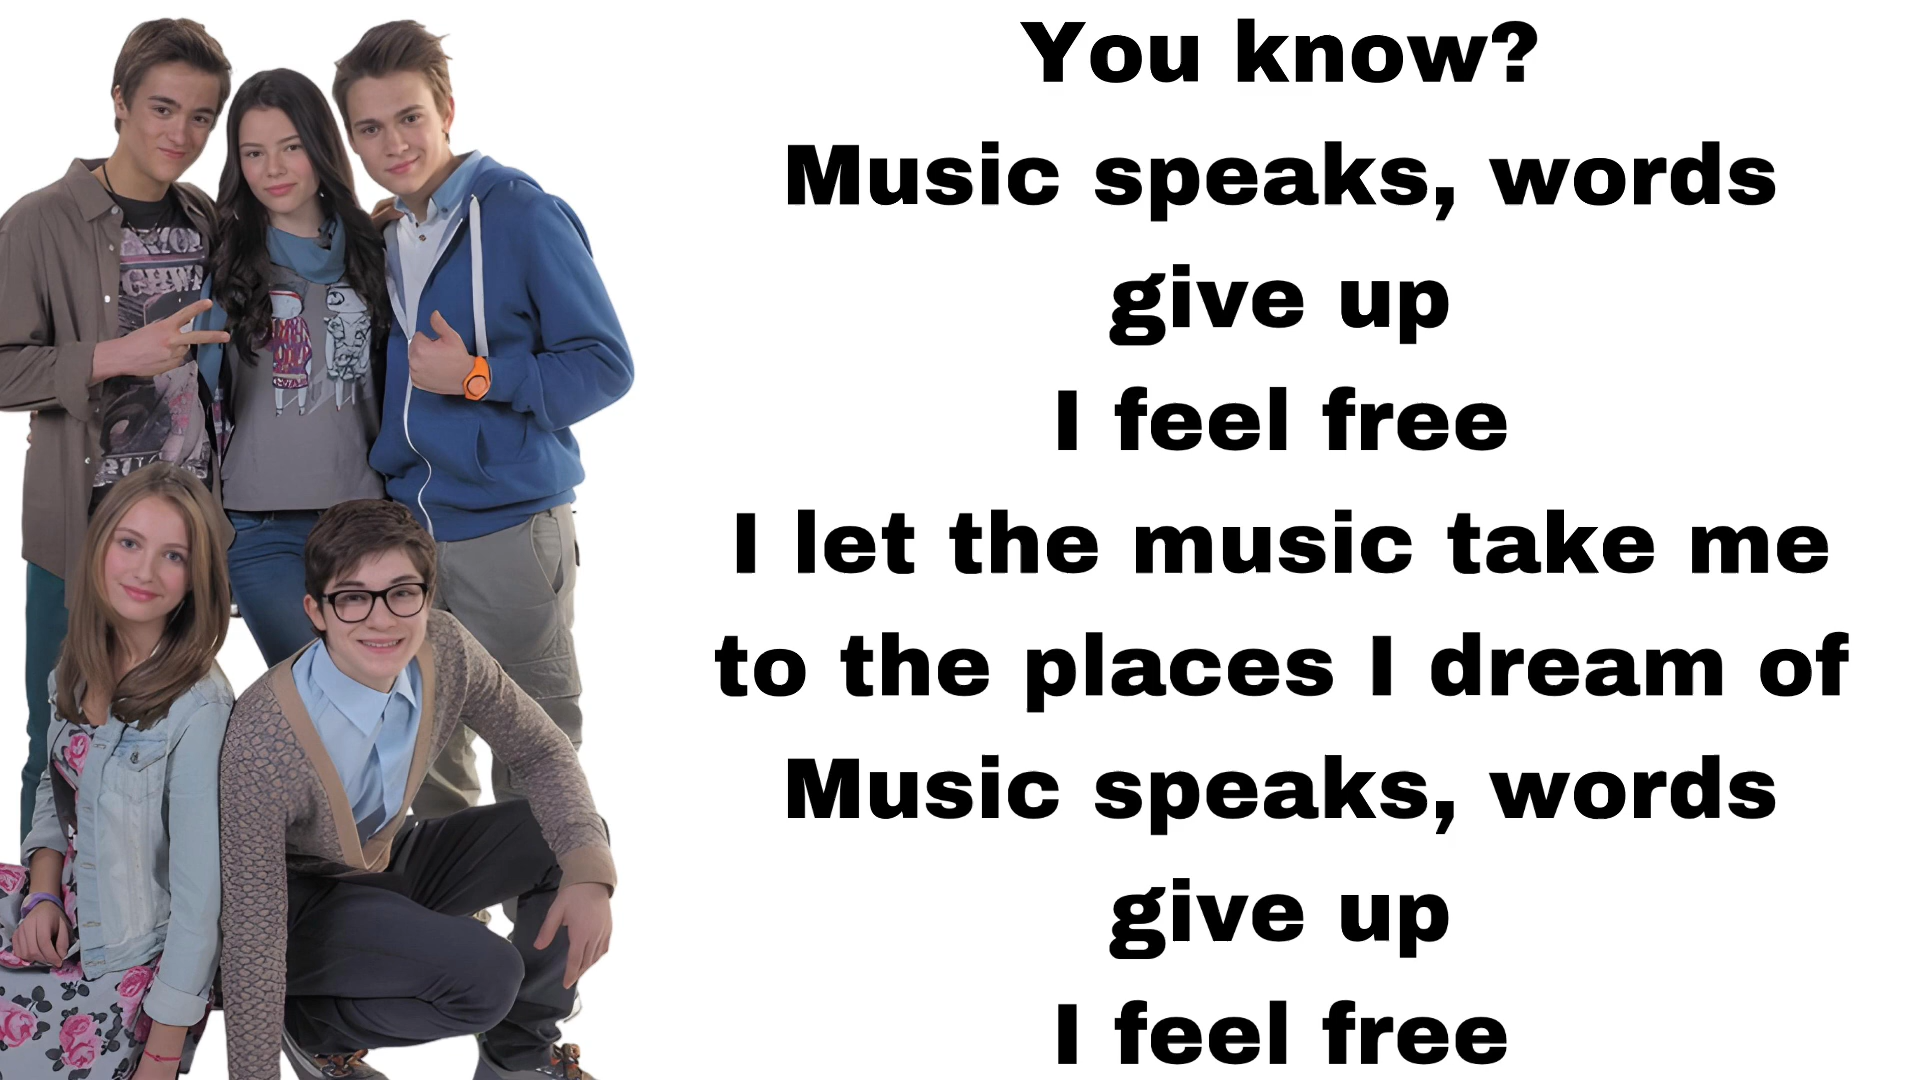 You know?
Music speaks, words
give up
I feel free
I let the music take me
to the places I dream of
Music speaks, words
give up
I feel free